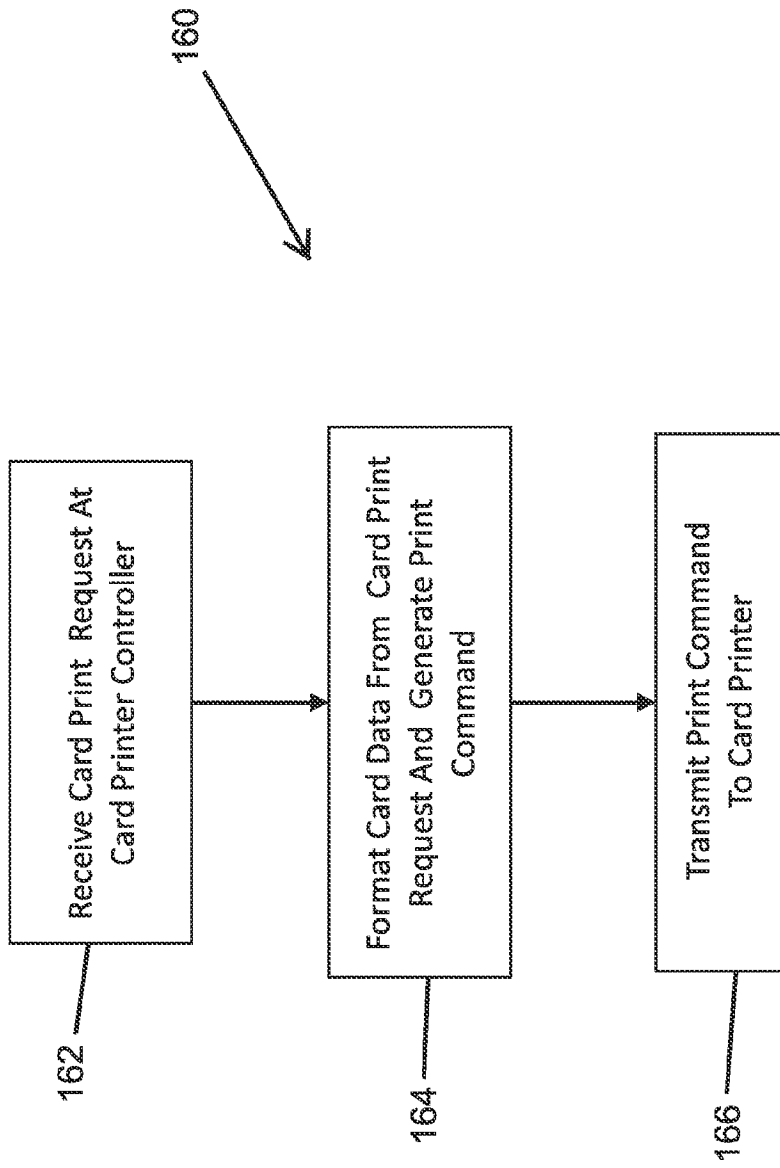 160
162
Receive Card Print Request At
Card Printer Controller
164
Format Card Data From Card Print
Request And Generate Print
Command
166
Transmit Print Command
To Card Printer